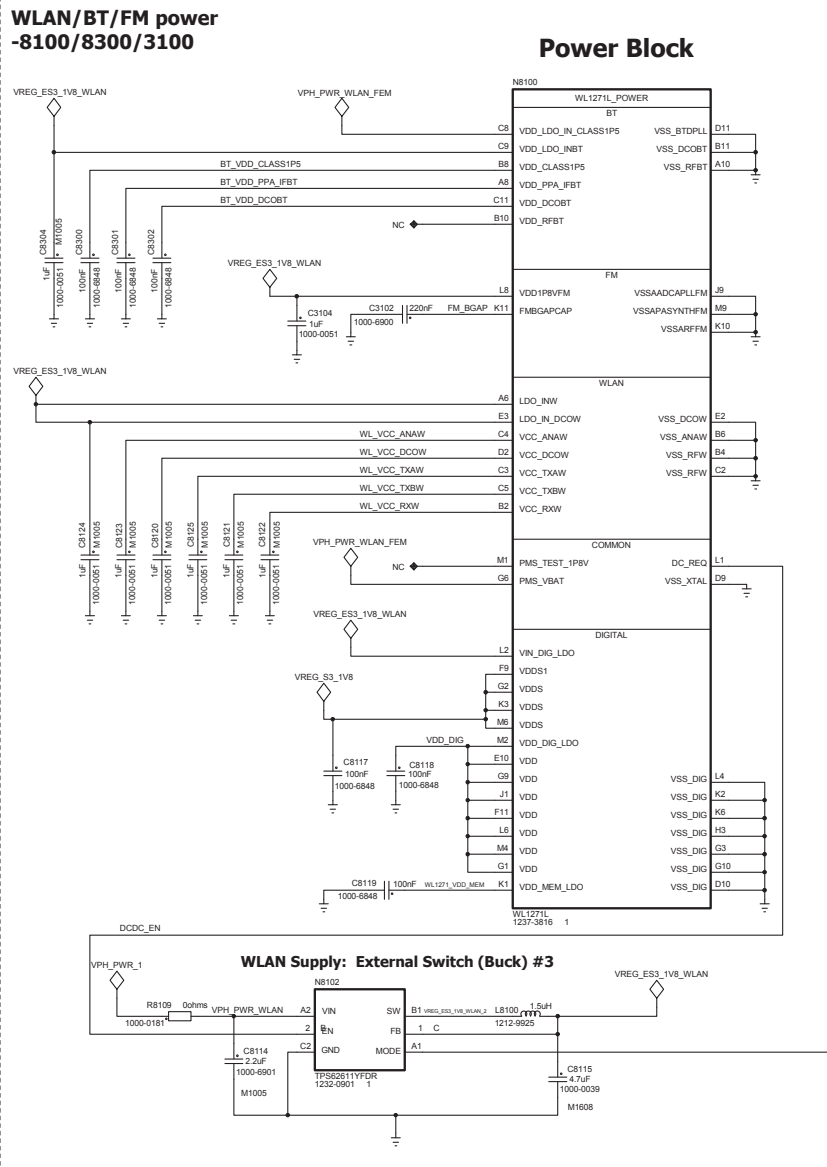 WLAN/BT/FM power
-8100/8300/3100
Power Block
N8100
VREG_ES3_1V8_WLAN
VPH_PWR_WLAN_FEM
WL1271L_POWER
BT
C8 VDD_LDO_IN_CLASS1P5 VSS_BTDPLL D11
C9 VDD_LDO_INBT VSS_DCOBT B11
BT_VDD_CLASS1P5 B8 VDD_CLASS1P5 VSS_RFBT A10
BT_VDD_PPA_IFBT A8 VDD_PPA_IFBT
BT_VDD_DCOBT C11 VDD_DCOBT
NC B10 VDD_RFBT
C8304 M1005
1uF 1000-0051
C8300
100nF 1000-6848
C8301
100nF 1000-6848
C8302
100nF 1000-6848
VREG_ES3_1V8_WLAN
FM
L8 VDD1P8VFM VSSAADCAPLLFM J9
C3104
1uF
1000-0051
C3102 220nF FM_BGAP K11 FMBGAPCAP VSSAPASYNTHFM M9
1000-6900
VSSARFFM K10
VREG_ES3_1V8_WLAN
WLAN
A6 LDO_INW
E3 LDO_IN_DCOW VSS_DCOW E2
WL_VCC_ANAW C4 VCC_ANAW VSS_ANAW B6
WL_VCC_DCOW D2 VCC_DCOW VSS_RFW B4
WL_VCC_TXAW C3 VCC_TXAW VSS_RFW C2
WL_VCC_TXBW C5 VCC_TXBW
WL_VCC_RXW B2 VCC_RXW
C8124 M1005
1uF 1000-0051
C8123 M1005
1uF 1000-0051
C8120 M1005
1uF 1000-0051
C8125 M1005
1uF 1000-0051
C8121 M1005
1uF 1000-0051
C8122 M1005
1uF 1000-0051
VPH_PWR_WLAN_FEM
COMMON
NC M1 PMS_TEST_1P8V DC_REQ L1
G6 PMS_VBAT VSS_XTAL D9
VREG_ES3_1V8_WLAN
DIGITAL
L2 VIN_DIG_LDO
VREG_S3_1V8
F9 VDDS1
G2 VDDS
K3 VDDS
M6 VDDS
VDD_DIG M2 VDD_DIG_LDO
C8117
100nF
1000-6848
C8118
100nF
1000-6848
E10 VDD
G9 VDD VSS_DIG L4
J1 VDD VSS_DIG K2
F11 VDD VSS_DIG K6
L6 VDD VSS_DIG H3
M4 VDD VSS_DIG G3
G1 VDD VSS_DIG G10
C8119 100nF WL1271_VDD_MEM K1 VDD_MEM_LDO VSS_DIG D10
1000-6848
WL1271L
1237-3816 1
DCDC_EN
WLAN Supply: External Switch (Buck) #3
VPH_PWR_1
N8102
VREG_ES3_1V8_WLAN
R8109 0ohms VPH_PWR_WLAN A2 VIN SW B1 VREG_ES3_1V8_WLAN_2 L8100 1.5uH
1000-0181
1212-9925
2 B EN FB 1 C
C2 GND MODE A1
C8114
2.2uF
1000-6901
M1005
TPS62611YFDR
1232-0901 1
C8115
4.7uF
1000-0039
M1608